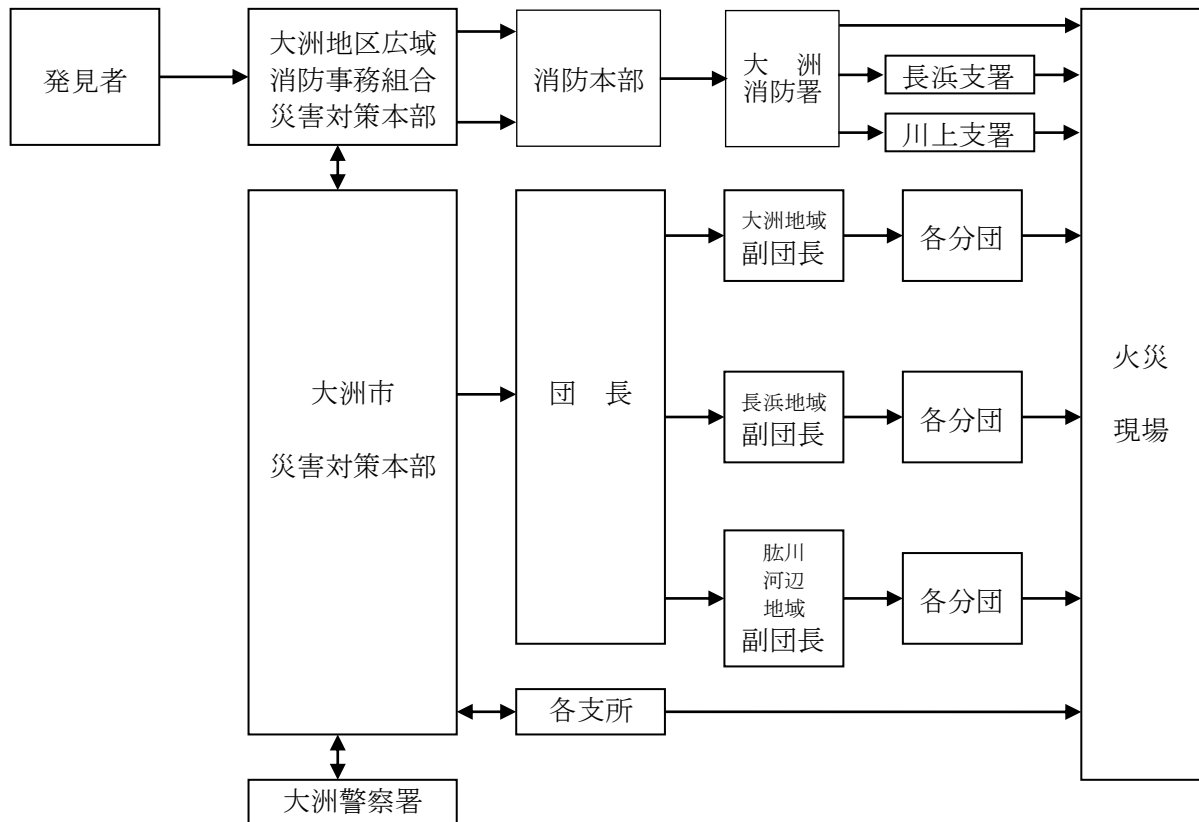 発見者
大洲地区広域
消防事務組合
災害対策本部
消防本部
大　洲
消防署
長浜支署
川上支署
大洲市
災害対策本部
団　長
大洲地域
副団長
各分団
長浜地域
副団長
各分団
肱川
河辺
地域
副団長
各分団
各支所
大洲警察署
火災
現場